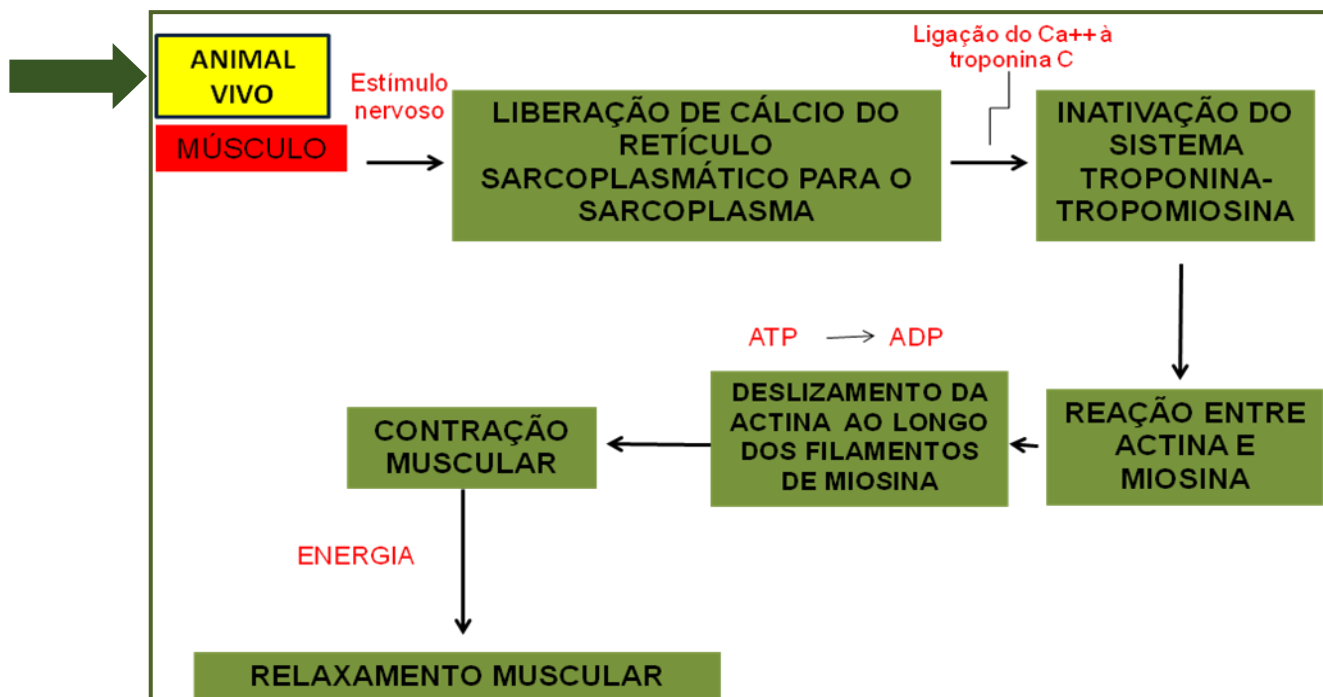 ANIMAL
VIVO
MÚSCULO
Estímulo
nervoso
LIBERAÇÃO DE CÁLCIO DO
RETÍCULO
SARCOPLASMÁTICO PARA O
SARCOPLASMA
Ligação do Ca++ à
troponina C
INATIVAÇÃO DO
SISTEMA
TROPONINA-
TROPOMIOSINA
REAÇÃO ENTRE
ACTINA E
MIOSINA
ATP → ADP
DESLIZAMENTO DA
ACTINA AO LONGO
DOS FILAMENTOS
DE MIOSINA
CONTRAÇÃO
MUSCULAR
ENERGIA
RELAXAMENTO MUSCULAR